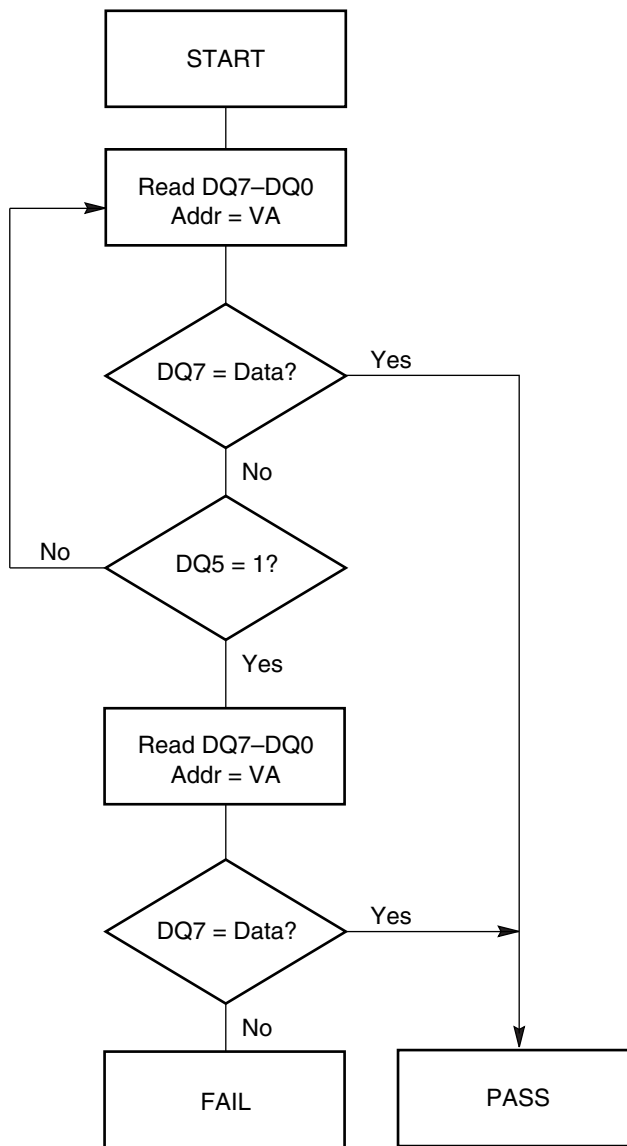 START
Read DQ7–DQ0
Addr = VA
DQ7 = Data?
Yes
No
No
DQ5 = 1?
Yes
Read DQ7–DQ0
Addr = VA
DQ7 = Data?
Yes
No
FAIL
PASS